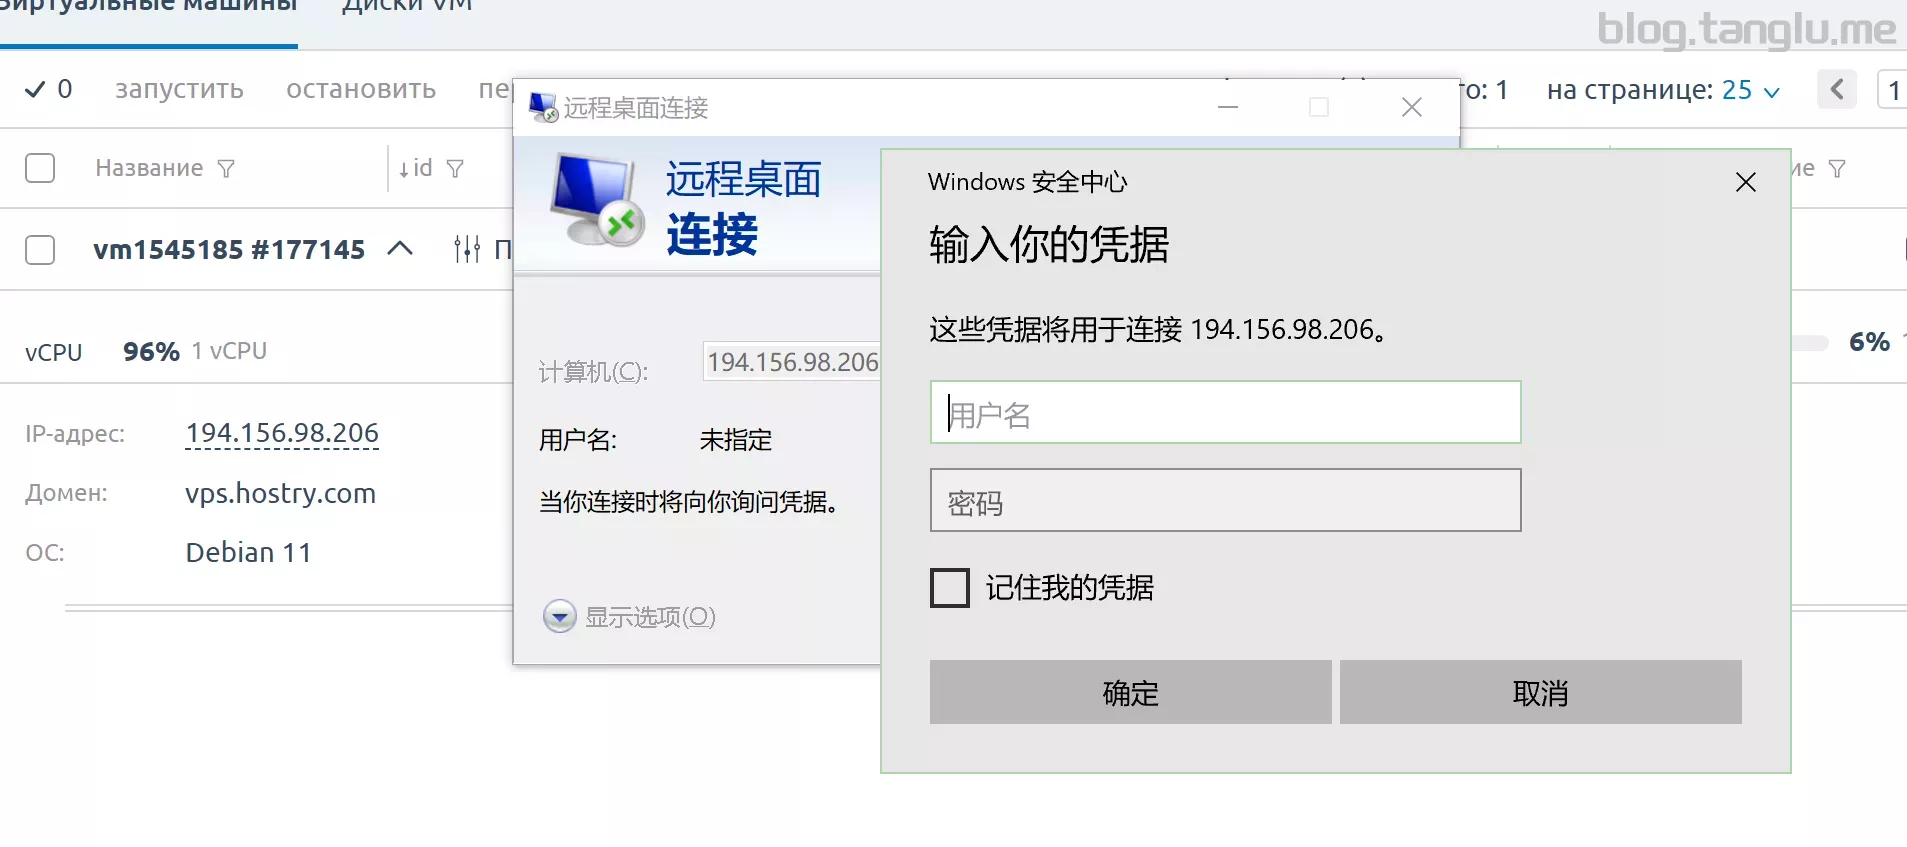 Виртуальные машины Диски VM
blog.tanglu.me
0 запустить остановить
1 на странице: 25 1
Название id
vm1545185 #177145
vCPU 96% 1 vCPU
6%
IP-адрес: 194.156.98.206
Домен: vps.hostry.com
ОС: Debian 11
远程桌面连接
远程桌面
连接
计算机(C): 194.156.98.206
用户名: 未指定
当你连接时将向你询问凭据。
显示选项(O)
Windows 安全中心
输入你的凭据
这些凭据将用于连接 194.156.98.206。
用户名
密码
记住我的凭据
确定 取消